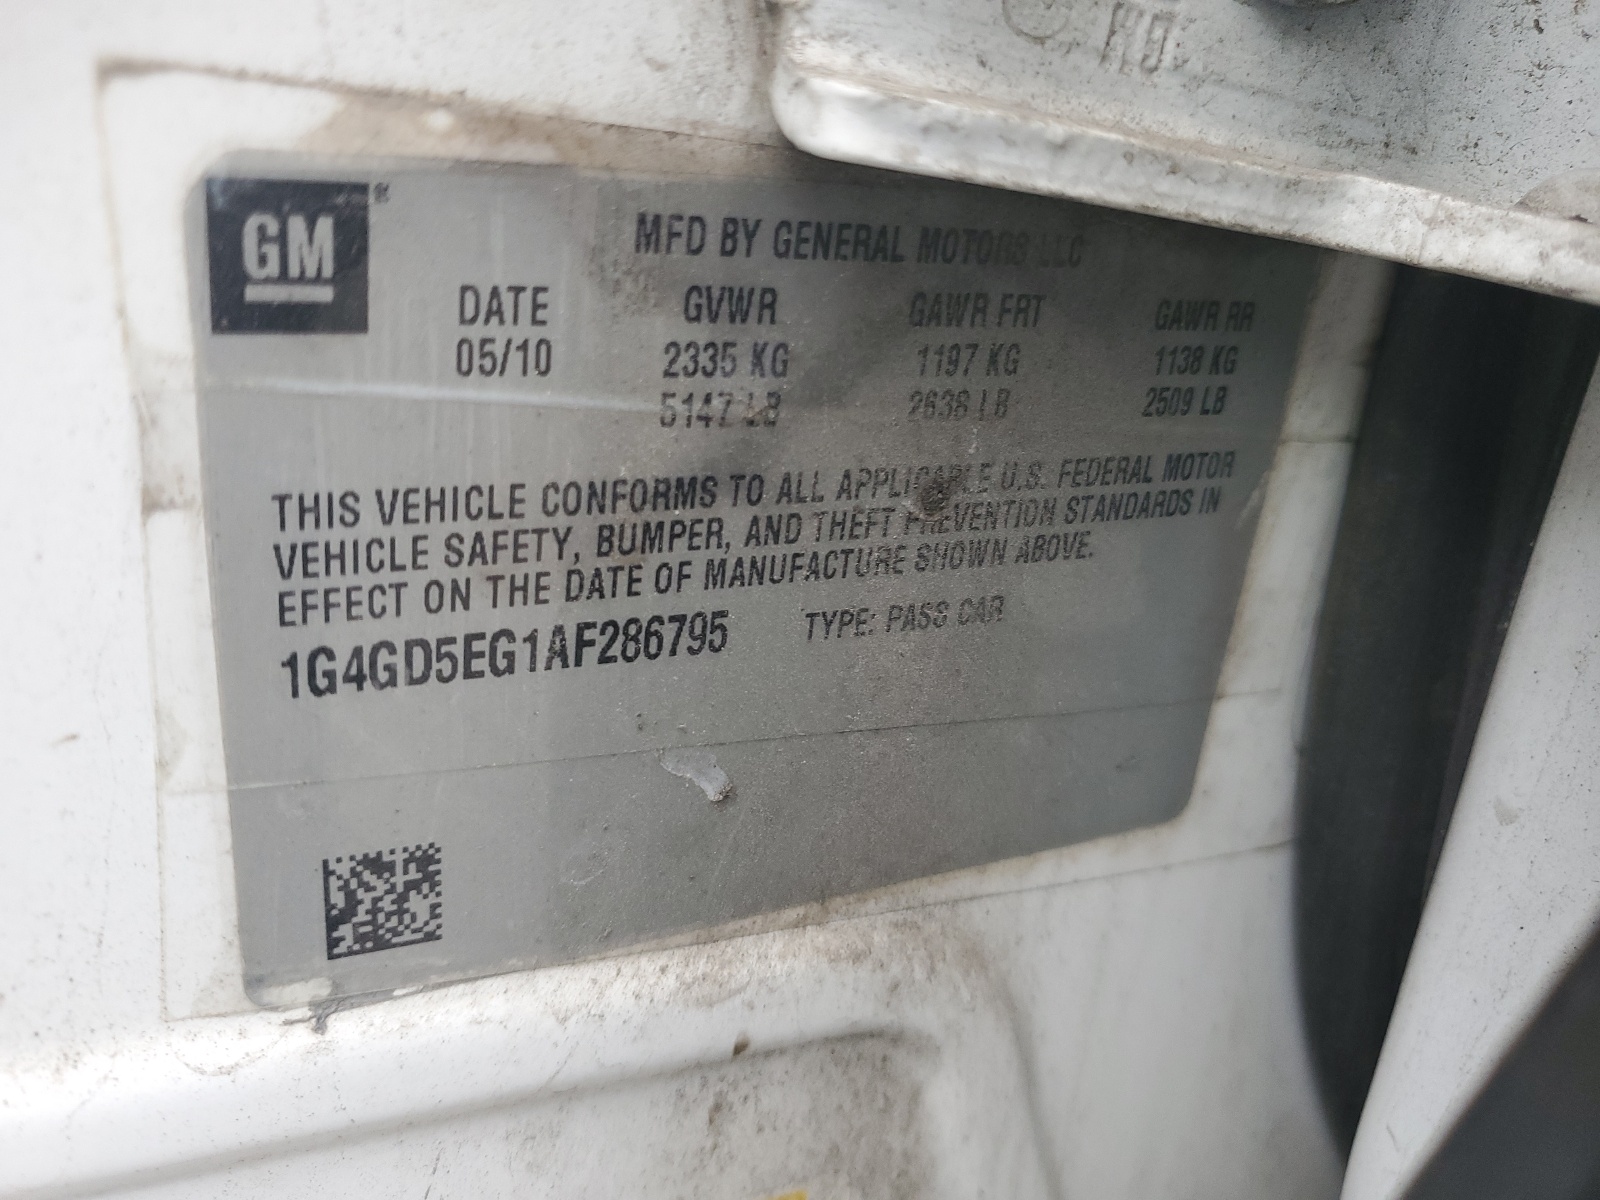 HD
GM ®
MFD BY GENERAL MOTORS LLC
DATE GVWR GAWR FRT GAWR RR
05/10 2335 KG 1197 KG 1138 KG
5147 LB 2638 LB 2509 LB
THIS VEHICLE CONFORMS TO ALL APPLICABLE U.S. FEDERAL MOTOR
VEHICLE SAFETY, BUMPER, AND THEFT PREVENTION STANDARDS IN
EFFECT ON THE DATE OF MANUFACTURE SHOWN ABOVE.
1G4GD5EG1AF286795 TYPE: PASS CAR